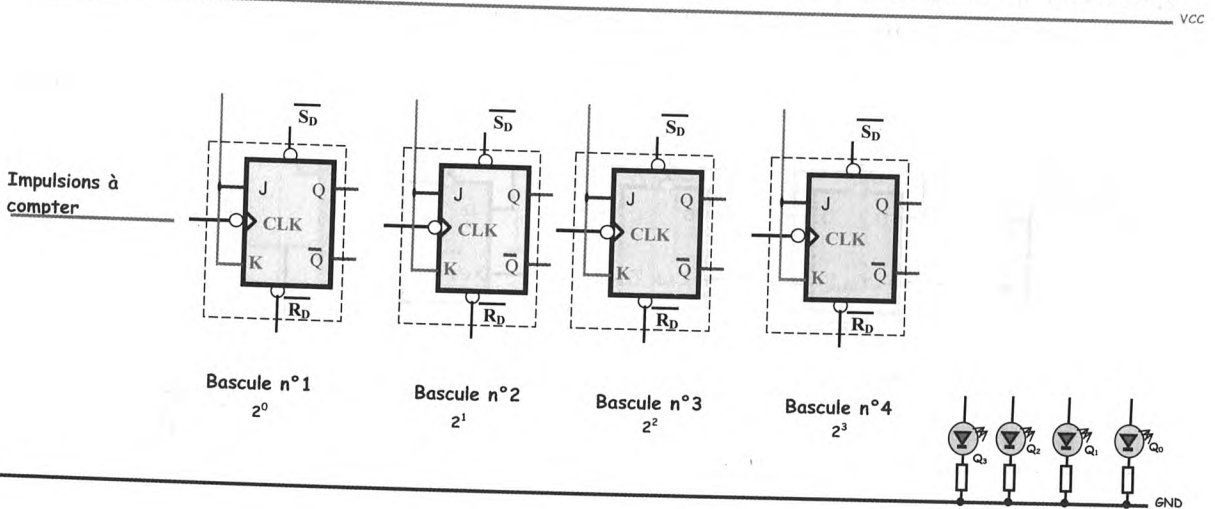 VCC
S̅D̅
S̅D̅
S̅D̅
S̅D̅
Impulsions à
compter
J Q
CLK
K Q̅
J Q
CLK
K Q̅
J Q
CLK
K Q̅
J Q
CLK
K Q̅
R̅D̅
R̅D̅
R̅D̅
R̅D̅
Bascule n°1
2⁰
Bascule n°2
2¹
Bascule n°3
2²
Bascule n°4
2³
Q₃ Q₂ Q₁ Q₀
GND